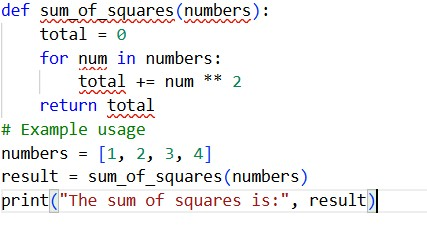 def sum_of_squares(numbers):
    total = 0
    for num in numbers:
        total += num ** 2
    return total
# Example usage
numbers = [1, 2, 3, 4]
result = sum_of_squares(numbers)
print("The sum of squares is:", result)